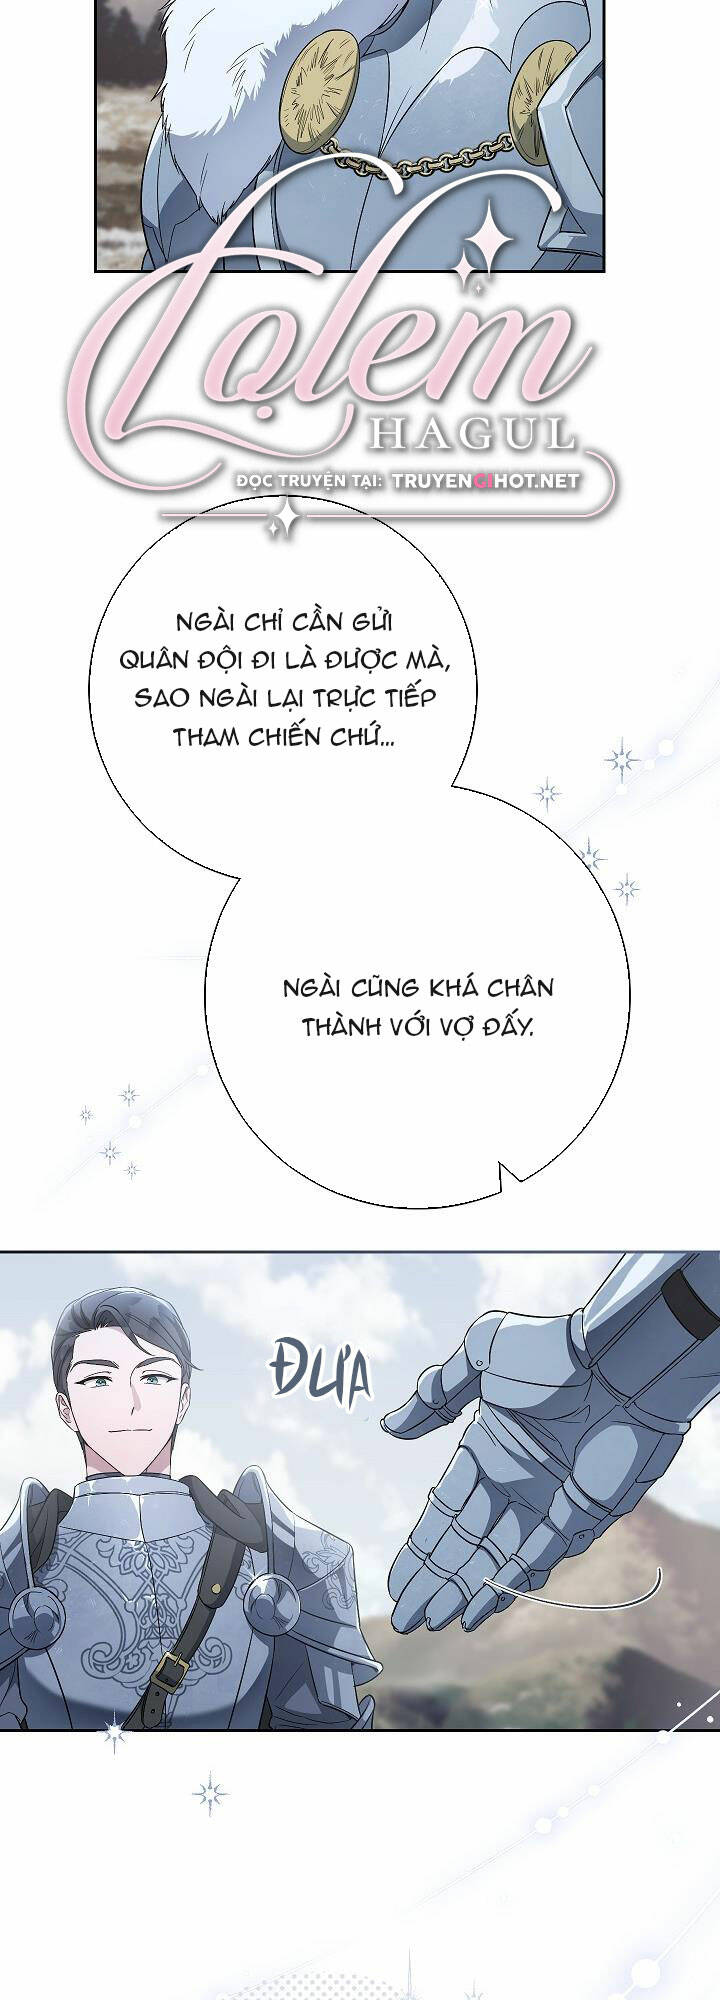 Lọlem
HAGUL
ĐỌC TRUYỆN TẠI: TRUYENGIHOT.NET
NGÀI CHỈ CẦN GỬI
QUÂN ĐỘI ĐI LÀ ĐƯỢC MÀ,
SAO NGÀI LẠI TRỰC TIẾP
THAM CHIẾN CHỨ...
NGÀI CŨNG KHÁ CHÂN
THÀNH VỚI VỢ ĐẤY.
ĐƯA